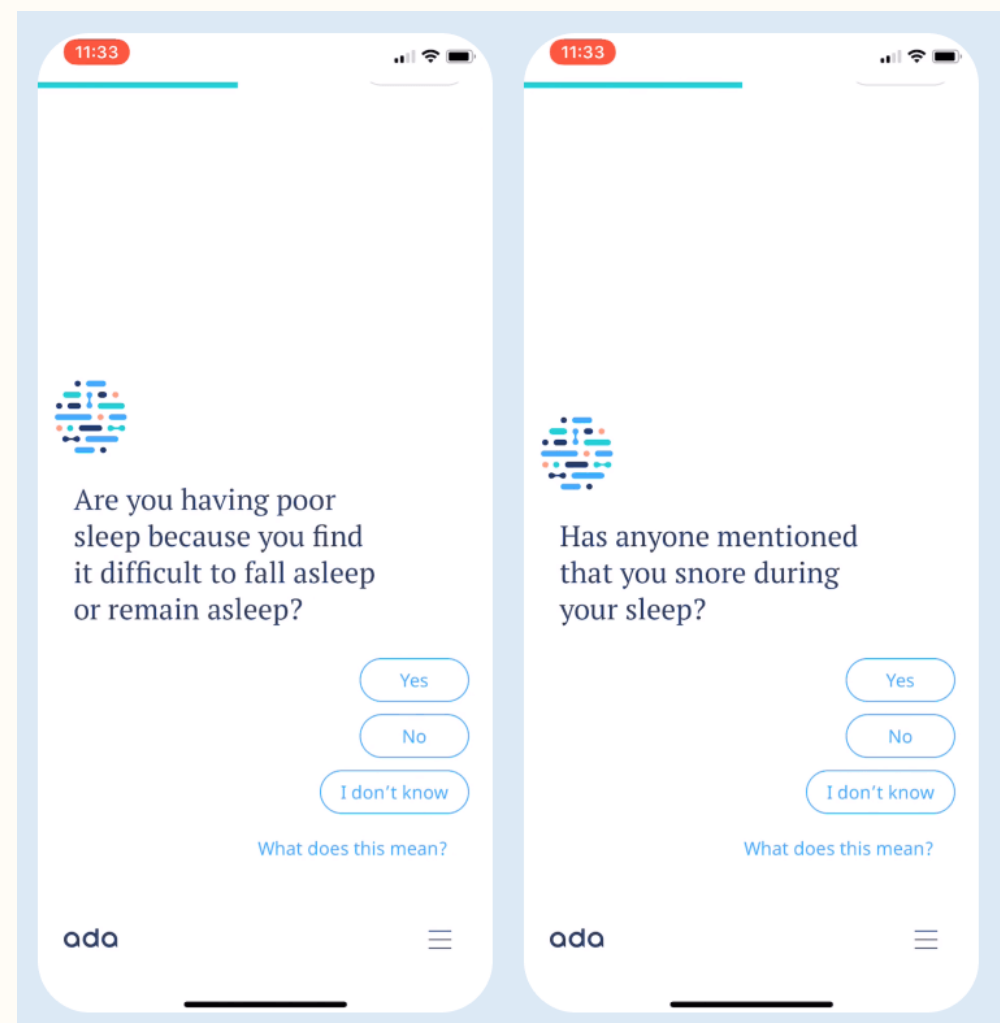 11:33
Are you having poor
sleep because you find
it difficult to fall asleep
or remain asleep?
Yes
No
I don't know
What does this mean?
ada
11:33
Has anyone mentioned
that you snore during
your sleep?
Yes
No
I don't know
What does this mean?
ada